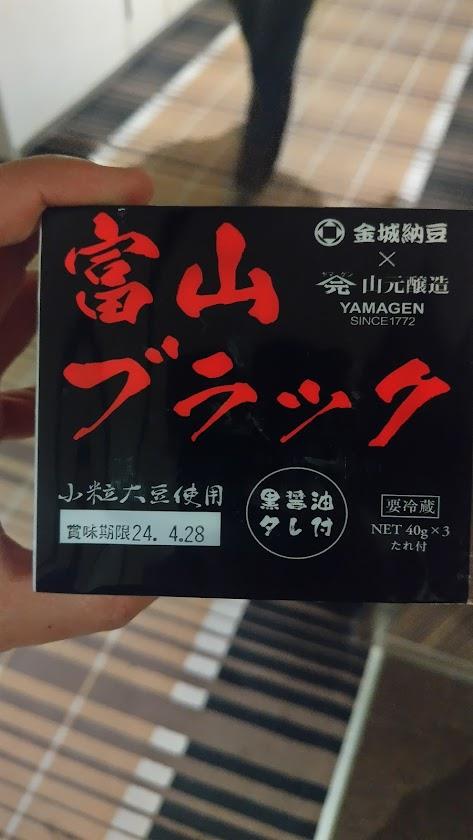 富山
ブラック
金城納豆
×
ヤマ ゲン
山元醸造
YAMAGEN
SINCE1772
小粒大豆使用
賞味期限24. 4.28
黒醤油
タレ付
要冷蔵
NET 40g×3
たれ付